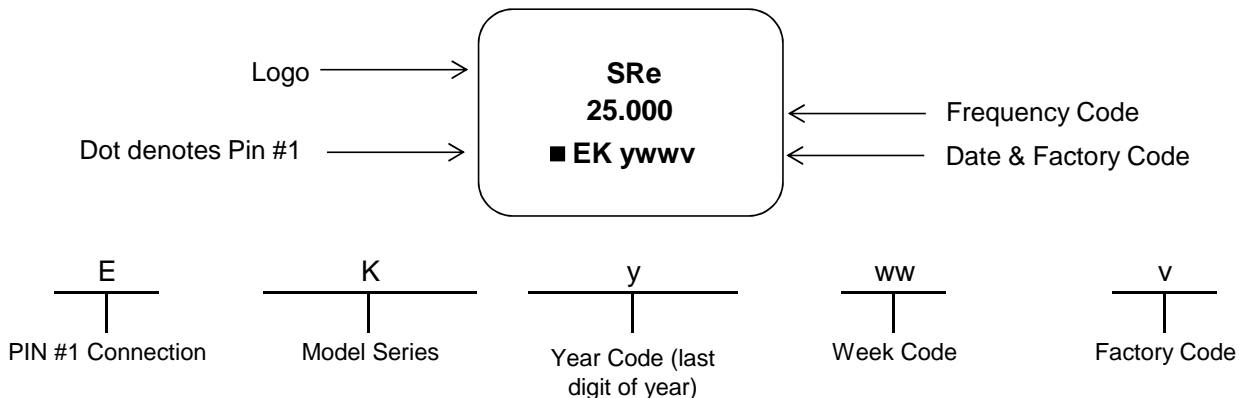 Logo
SRe
25.000
Frequency Code
Dot denotes Pin #1
■ EK ywwv
Date & Factory Code
E
K
y
ww
v
PIN #1 Connection
Model Series
Year Code (last
digit of year)
Week Code
Factory Code